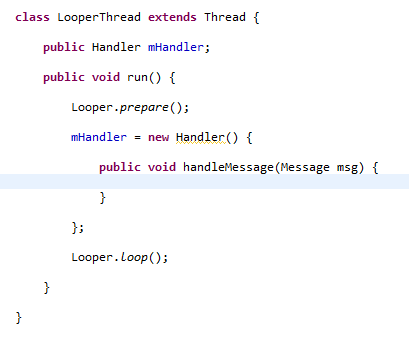 class LooperThread extends Thread {
public Handler mHandler;
public void run() {
Looper.prepare();
mHandler = new Handler() {
public void handleMessage(Message msg) {
}
};
Looper.loop();
}
}